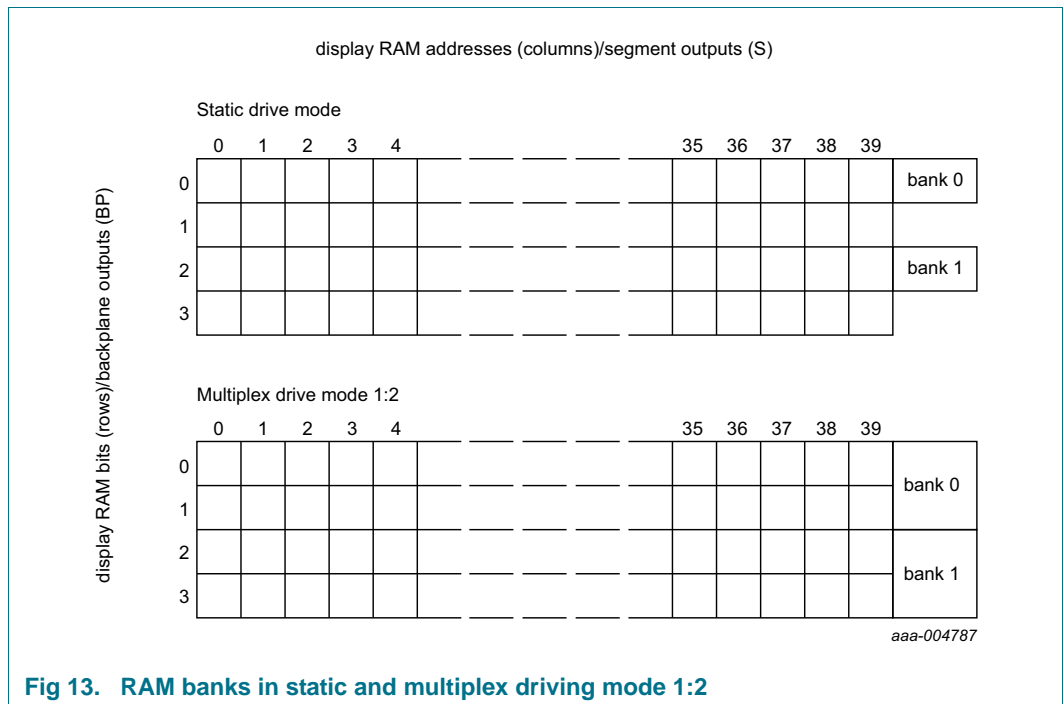 display RAM addresses (columns)/segment outputs (S)
display RAM bits (rows)/backplane outputs (BP)
Static drive mode
0 1 2 3 4 35 36 37 38 39
0 bank 0
1
2 bank 1
3
Multiplex drive mode 1:2
0 1 2 3 4 35 36 37 38 39
0
bank 0
1
2
bank 1
3
aaa-004787
Fig 13. RAM banks in static and multiplex driving mode 1:2